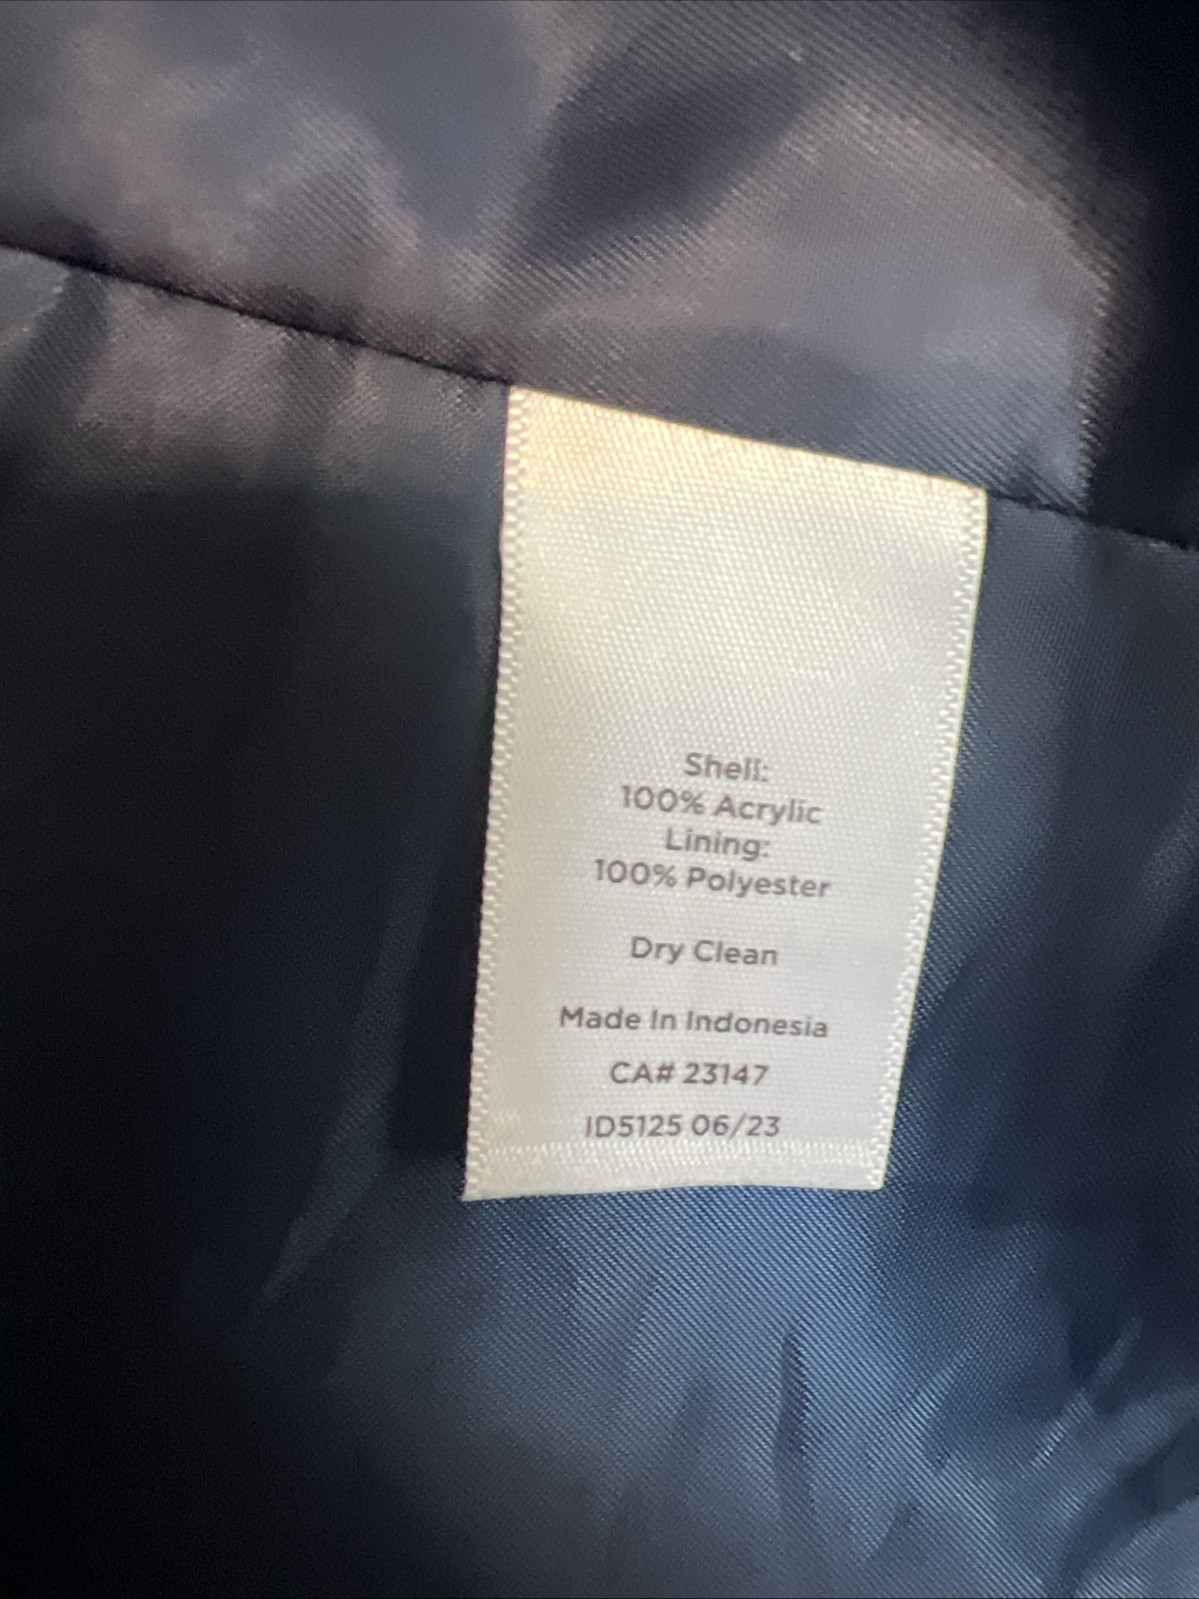 Shell:
100% Acrylic
Lining:
100% Polyester
Dry Clean
Made In Indonesia
CA# 23147
ID5125 06/23